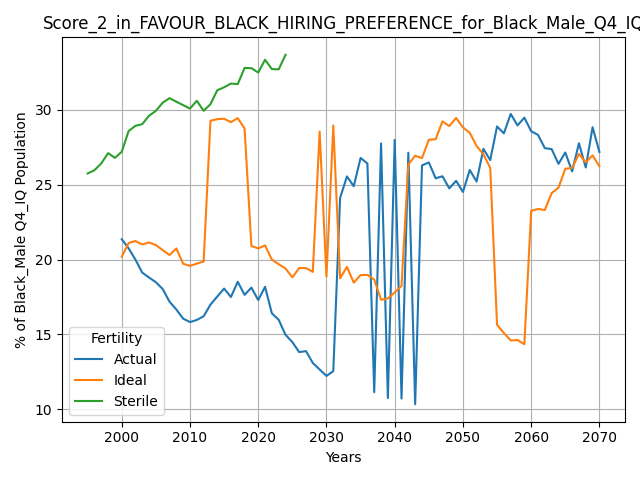 Score_2_in_FAVOUR_BLACK_HIRING_PREFERENCE_for_Black_Male_Q4_IQ
% of Black_Male Q4_IQ Population
30
25
20
15
10
Fertility
Actual
Ideal
Sterile
2000 2010 2020 2030 2040 2050 2060 2070
Years